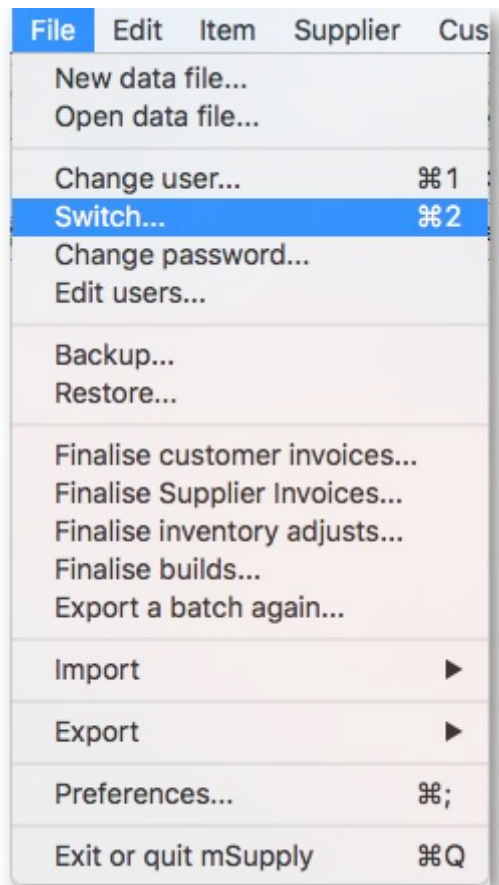 File Edit Item Supplier Cus
New data file...
Open data file...
Change user... ⌘1
Switch... ⌘2
Change password...
Edit users...
Backup...
Restore...
Finalise customer invoices...
Finalise Supplier Invoices...
Finalise inventory adjusts...
Finalise builds...
Export a batch again...
Import ▶
Export ▶
Preferences... ⌘;
Exit or quit mSupply ⌘Q